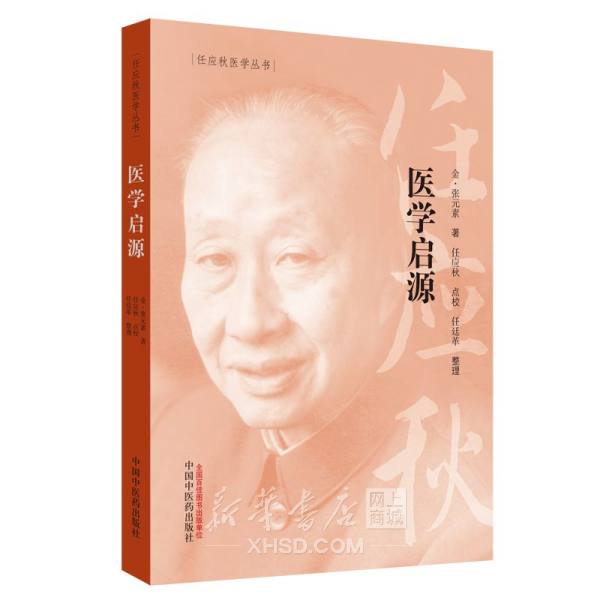 任应秋医学丛书
医学启源
金·张元素 著
任应秋 点校
任廷革 整理
中国中医药出版社
任应秋医学丛书
任应秋
医学启源
金·张元素 著 任应秋 点校 任廷革 整理
全国百佳图书出版单位
中国中医药出版社
新华书店
网上商城
XHSD.COM